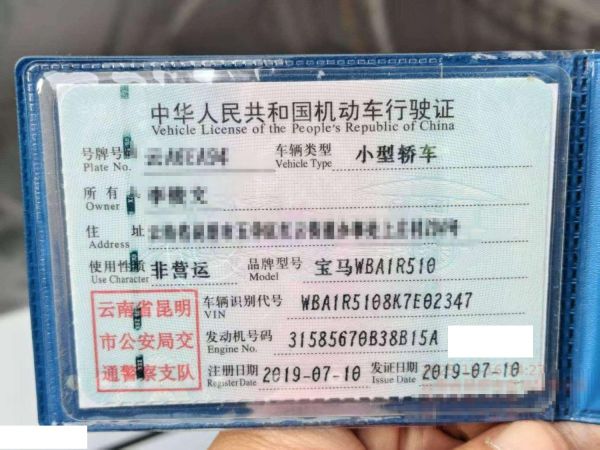 中华人民共和国机动车行驶证
Vehicle License of the People's Republic of China
号牌号码 车辆类型 小型轿车
Plate No. Vehicle Type
所有人
Owner
住 址
Address
使用性质 非营运 品牌型号 宝马WBA1R510
Use Character Model
云南省昆明
市公安局交
通警察支队
车辆识别代号 WBA1R5108K7E02347
VIN
发动机号码 31585670B38B15A
Engine No.
注册日期 2019-07-10 发证日期 2019-07-10
Register Date Issue Date